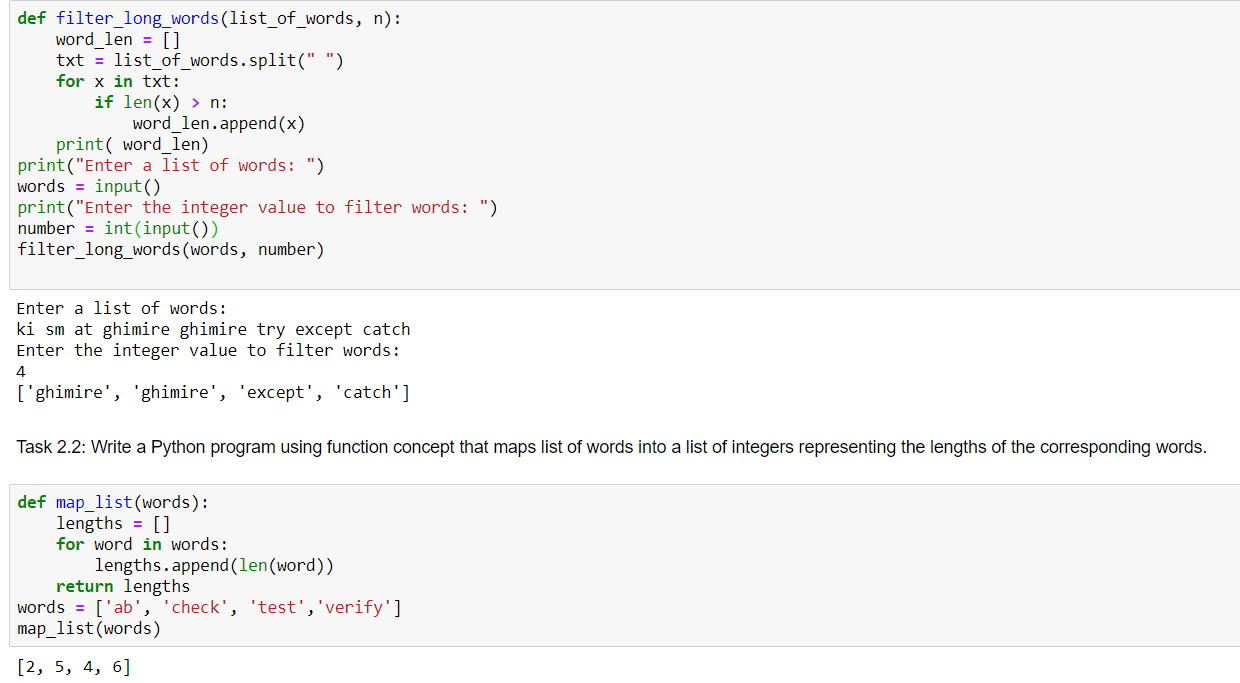 def filter_long_words(list_of_words, n):
    word_len = []
    txt = list_of_words.split(" ")
    for x in txt:
        if len(x) > n:
            word_len.append(x)
    print( word_len)
print("Enter a list of words: ")
words = input()
print("Enter the integer value to filter words: ")
number = int(input())
filter_long_words(words, number)
Enter a list of words:
ki sm at ghimire ghimire try except catch
Enter the integer value to filter words:
4
['ghimire', 'ghimire', 'except', 'catch']
Task 2.2: Write a Python program using function concept that maps list of words into a list of integers representing the lengths of the corresponding words.
def map_list(words):
    lengths = []
    for word in words:
        lengths.append(len(word))
    return lengths
words = ['ab', 'check', 'test','verify']
map_list(words)
[2, 5, 4, 6]